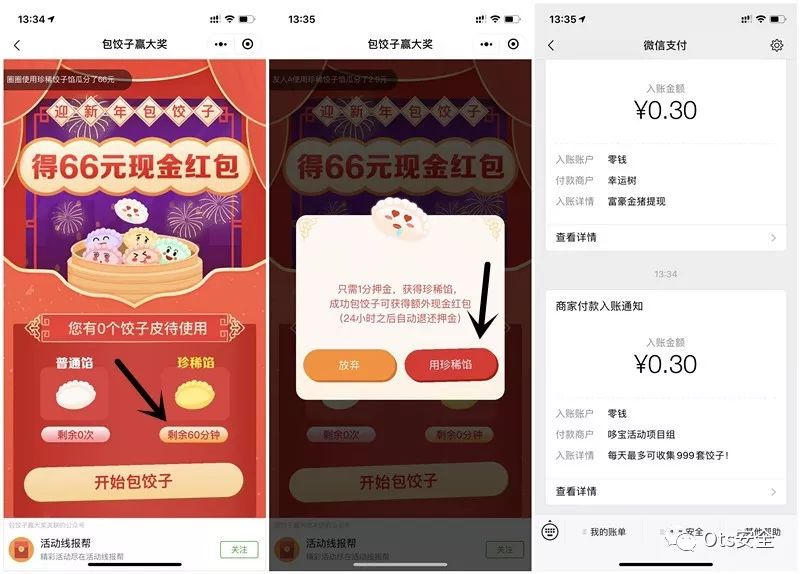 13:34
包饺子赢大奖
圈圈使用珍稀饺子馅瓜分了66元
迎新年包饺子
得66元现金红包
您有0个饺子皮待使用
普通馅
珍稀馅
剩余0次
剩余60分钟
开始包饺子
包饺子赢大奖关联的公众号
活动线报帮
精彩活动尽在活动线报帮
关注
13:35
包饺子赢大奖
友人A使用珍稀饺子馅瓜分了2.0元
迎新年包饺子
得66元现金红包
只需1分押金，获得珍稀馅，
成功包饺子可获得额外现金红包
（24小时之后自动退还押金）
放弃
用珍稀馅
剩余0次
剩余0分钟
开始包饺子
包饺子赢大奖关联的公众号
活动线报帮
精彩活动尽在活动线报帮
关注
13:35
微信支付
入账金额
¥0.30
入账账户 零钱
付款商户 幸运树
入账详情 富豪金猪提现
查看详情
13:34
商家付款入账通知
入账金额
¥0.30
入账账户 零钱
付款商户 哆宝活动项目组
入账详情 每天最多可收集999套饺子！
查看详情
我的账单
安全
其他帮助
Ots安全